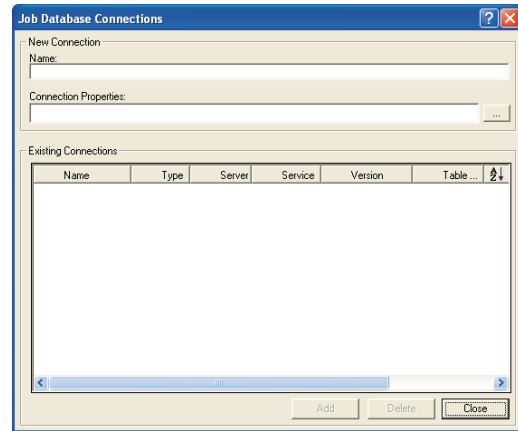 Job Database Connections
New Connection
Name:
Connection Properties:
...
Existing Connections
Name Type Server Service Version Table ...
Add Delete Close